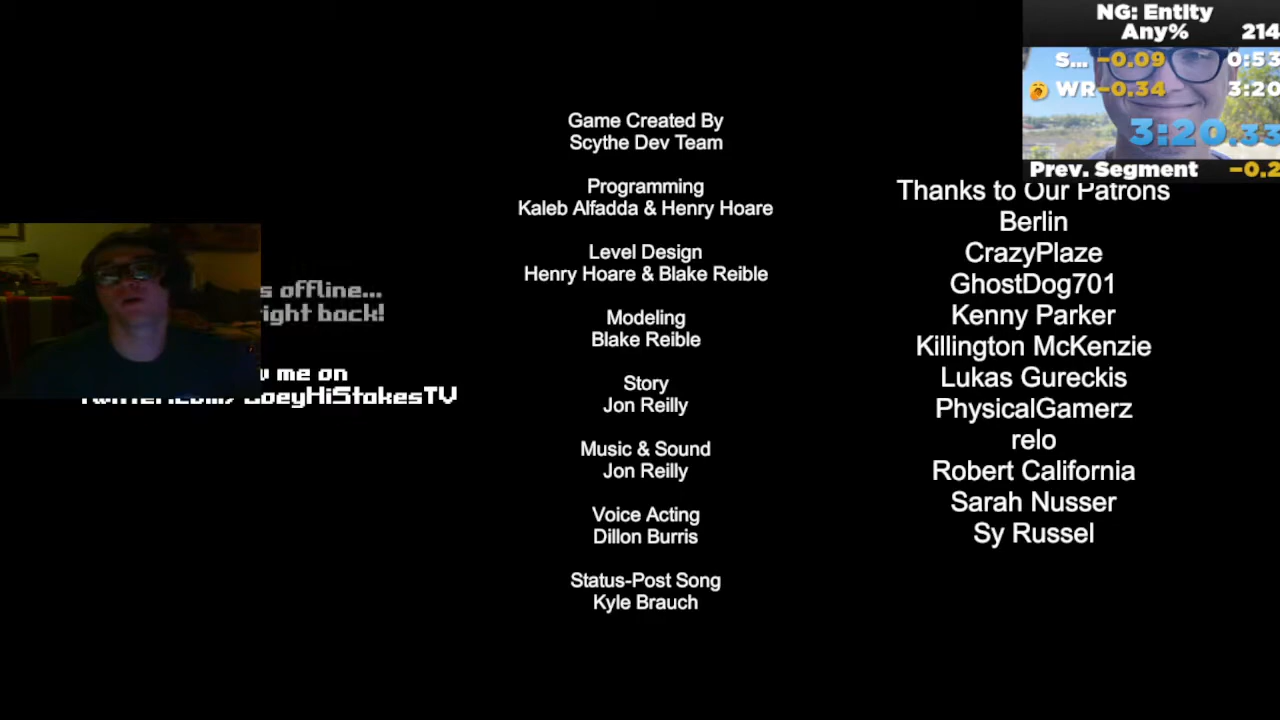 NG: Entity
Any%
214
S... −0.09 0:53
WR −0.34 3:20
3:20.33
Prev. Segment −0.2
Game Created By
Scythe Dev Team
Programming
Kaleb Alfadda & Henry Hoare
Level Design
Henry Hoare & Blake Reible
Modeling
Blake Reible
Story
Jon Reilly
Music & Sound
Jon Reilly
Voice Acting
Dillon Burris
Status-Post Song
Kyle Brauch
Thanks to Our Patrons
Berlin
CrazyPlaze
GhostDog701
Kenny Parker
Killington McKenzie
Lukas Gureckis
PhysicalGamerz
relo
Robert California
Sarah Nusser
Sy Russel
s offline...
ight back!
me on
JoeyHiStakesTV